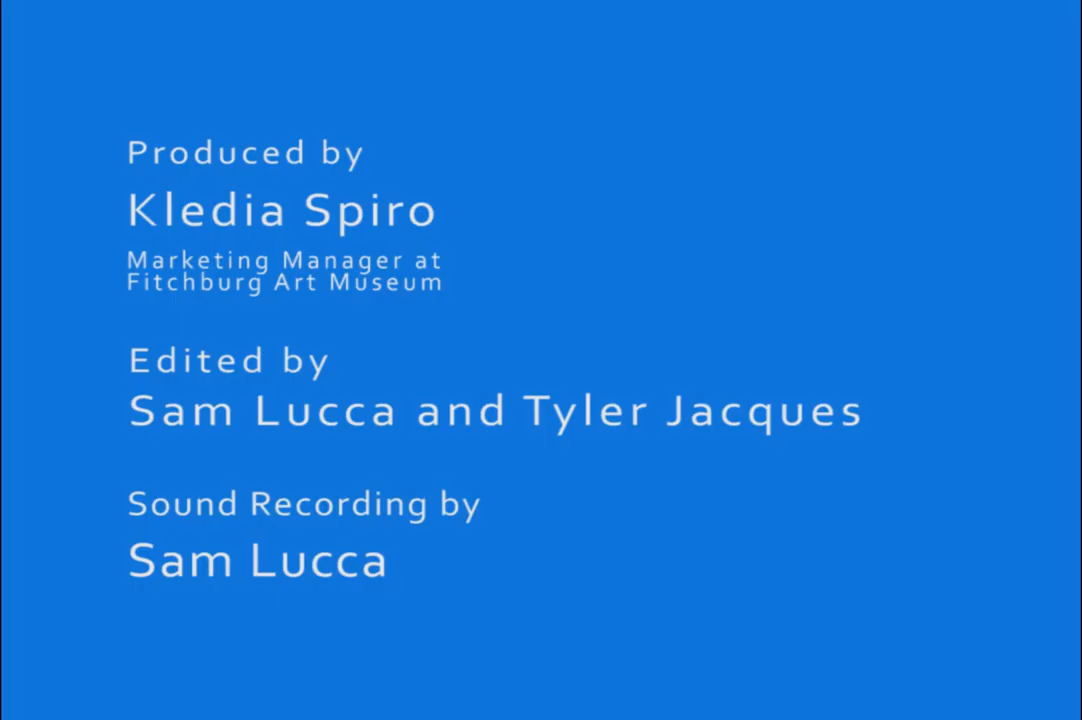 Produced by
Kledia Spiro
Marketing Manager at
Fitchburg Art Museum
Edited by
Sam Lucca and Tyler Jacques
Sound Recording by
Sam Lucca